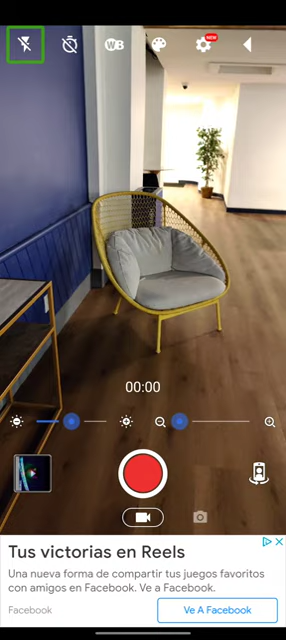 WB
NEW
00:00
Tus victorias en Reels
Una nueva forma de compartir tus juegos favoritos
con amigos en Facebook. Ve a Facebook.
Facebook
Ve A Facebook